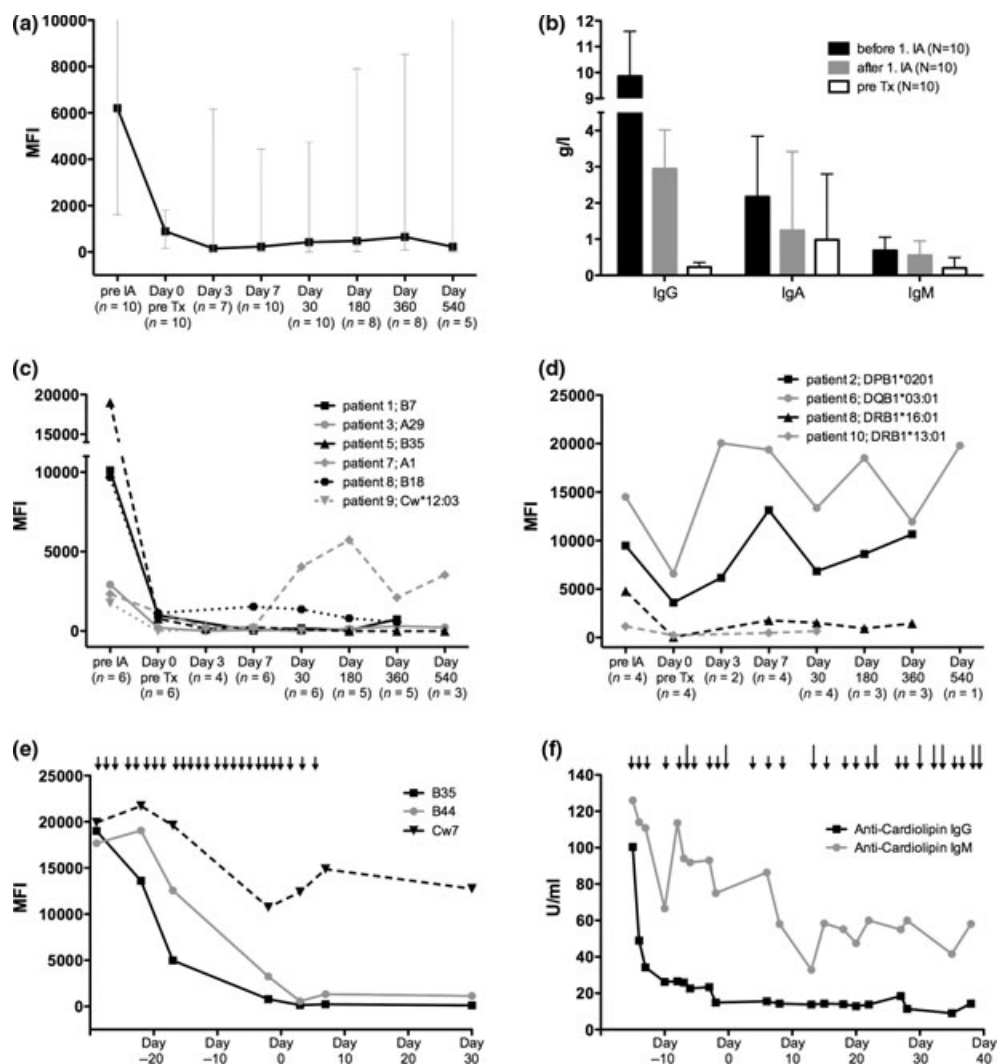 (a)
10000
8000
6000
4000
2000
0
MFI
pre IA Day 0 Day 3 Day 7 Day Day Day Day
(n = 10) pre Tx (n = 7) (n = 10) 30 180 360 540
(n = 10) (n = 10) (n = 8) (n = 8) (n = 5)
(b)
before 1. IA (N=10)
after 1. IA (N=10)
pre Tx (N=10)
12
11
10
9
4
3
2
1
0
g/l
IgG IgA IgM
(c)
20000
15000
10000
5000
0
MFI
patient 1; B7
patient 3; A29
patient 5; B35
patient 7; A1
patient 8; B18
patient 9; Cw*12:03
pre IA Day 0 Day 3 Day 7 Day Day Day Day
(n = 6) pre Tx (n = 4) (n = 6) 30 180 360 540
(n = 6) (n = 6) (n = 5) (n = 5) (n = 3)
(d)
patient 2; DPB1*0201
patient 6; DQB1*03:01
patient 8; DRB1*16:01
patient 10; DRB1*13:01
25000
20000
15000
10000
5000
0
MFI
pre IA Day 0 Day 3 Day 7 Day Day Day Day
(n = 4) pre Tx (n = 2) (n = 4) 30 180 360 540
(n = 4) (n = 4) (n = 3) (n = 3) (n = 1)
(e)
25000
20000
15000
10000
5000
0
MFI
B35
B44
Cw7
Day Day Day Day Day Day
–20 –10 0 10 20 30
(f)
140
120
100
80
60
40
20
0
U/ml
Anti-Cardiolipin IgG
Anti-Cardiolipin IgM
Day Day Day Day Day Day
–10 0 10 20 30 40